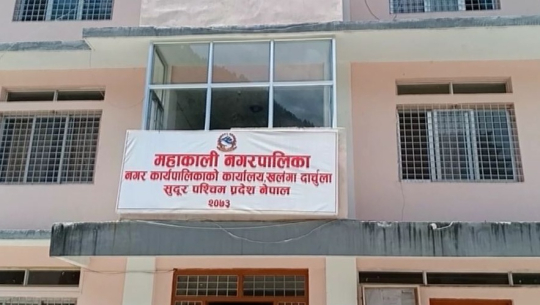 महाकाली नगरपालिका
नगर कार्यपालिकाको कार्यालय,खलंगा दार्चुला
सुदूर पश्चिम प्रदेश नेपाल
२०७३